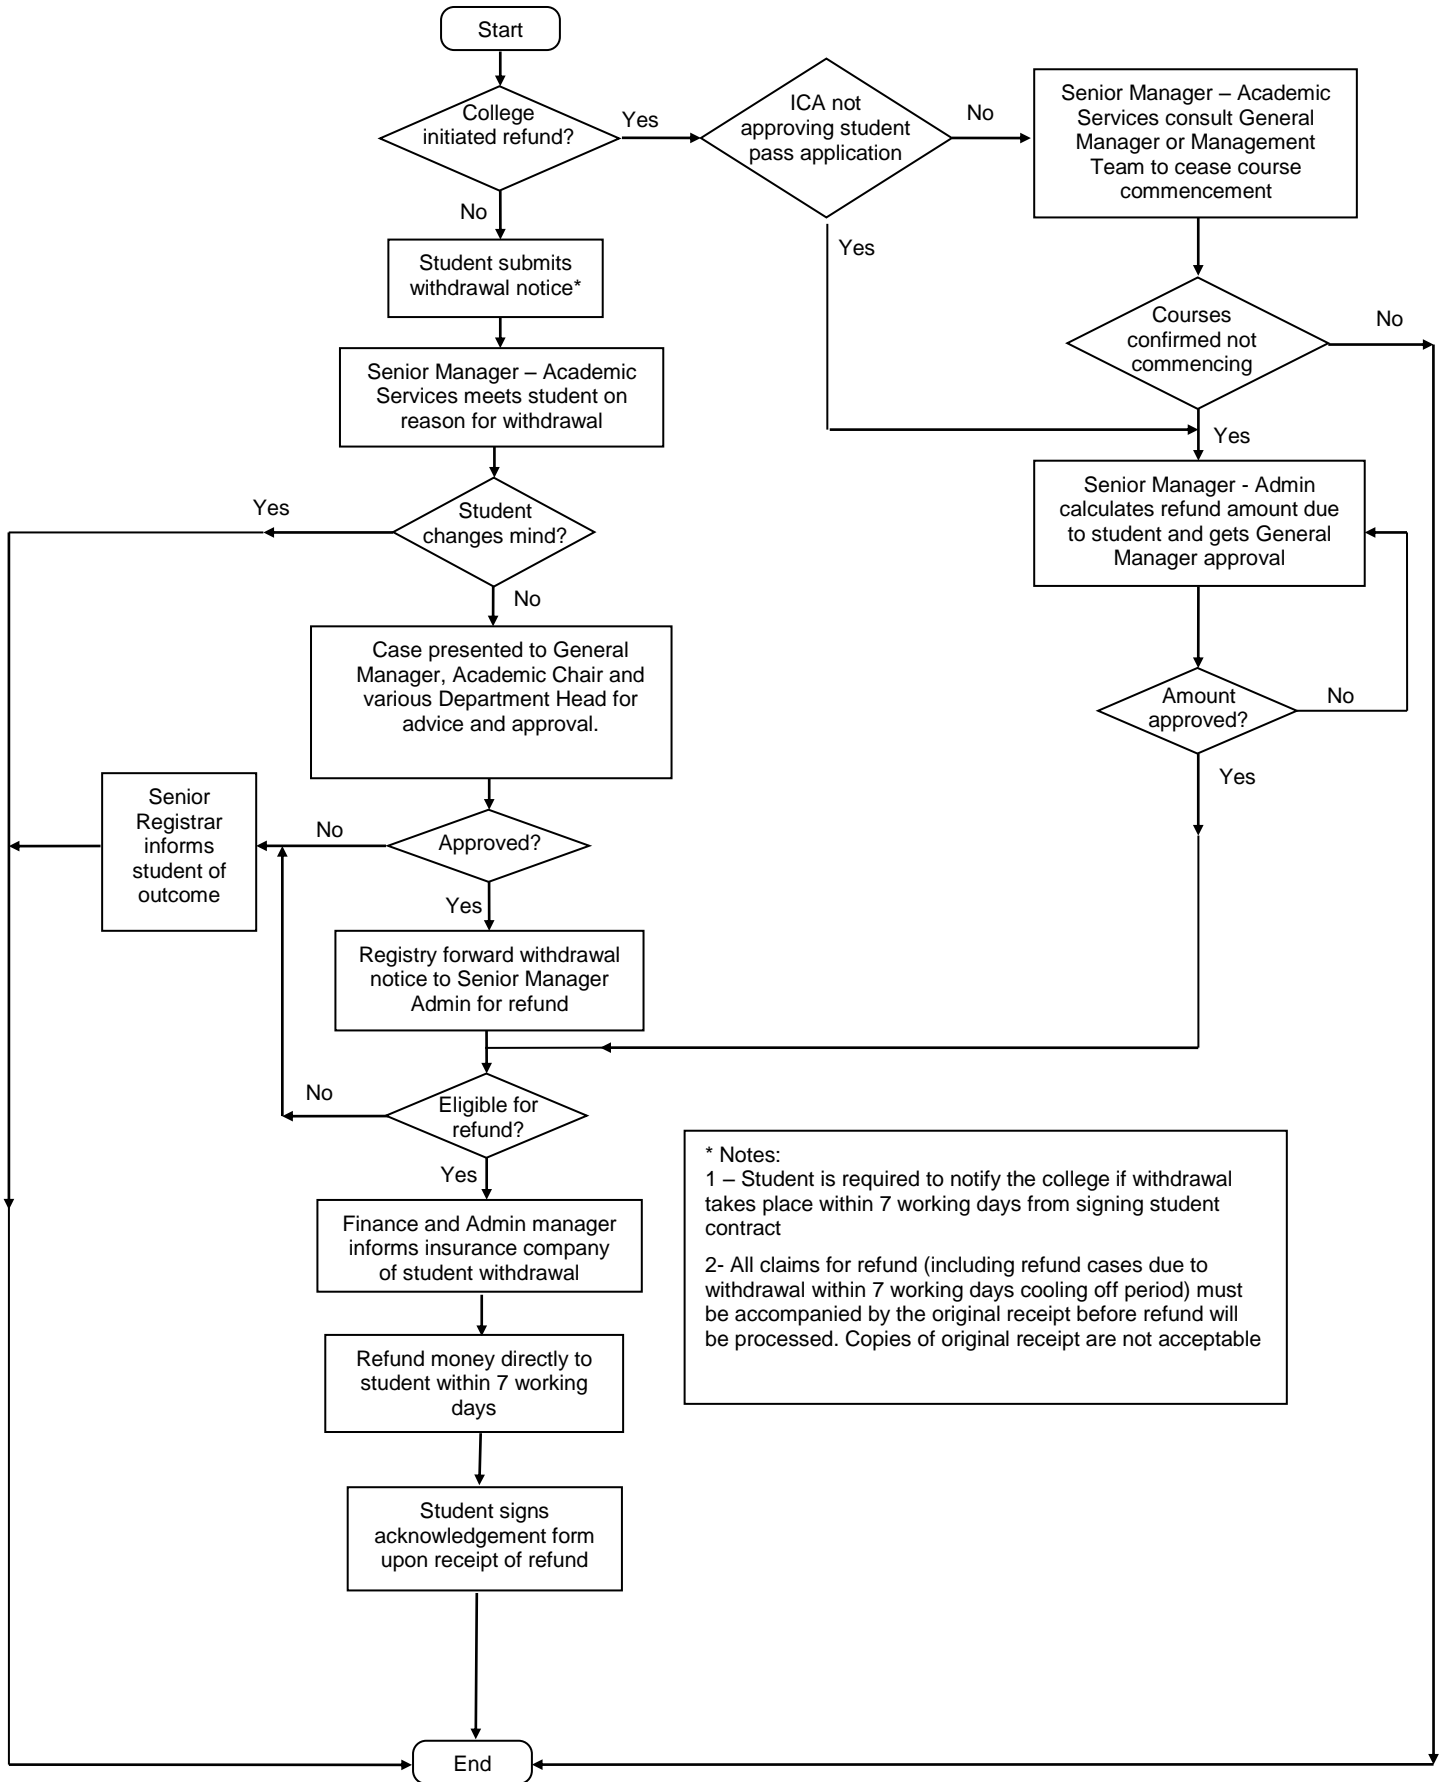 Start
College
initiated refund?
Yes
ICA not
approving student
pass application
No
Senior Manager – Academic
Services consult General
Manager or Management
Team to cease course
commencement
No
Yes
Student submits
withdrawal notice*
Courses
confirmed not
commencing
No
Senior Manager – Academic
Services meets student on
reason for withdrawal
Yes
Yes
Student
changes mind?
Senior Manager - Admin
calculates refund amount due
to student and gets General
Manager approval
No
Case presented to General
Manager, Academic Chair and
various Department Head for
advice and approval.
Amount
approved?
No
Yes
Senior
Registrar
informs
student of
outcome
No
Approved?
Yes
Registry forward withdrawal
notice to Senior Manager
Admin for refund
No
Eligible for
refund?
Yes
* Notes:
1 – Student is required to notify the college if withdrawal
takes place within 7 working days from signing student
contract
2- All claims for refund (including refund cases due to
withdrawal within 7 working days cooling off period) must
be accompanied by the original receipt before refund will
be processed. Copies of original receipt are not acceptable
Finance and Admin manager
informs insurance company
of student withdrawal
Refund money directly to
student within 7 working
days
Student signs
acknowledgement form
upon receipt of refund
End